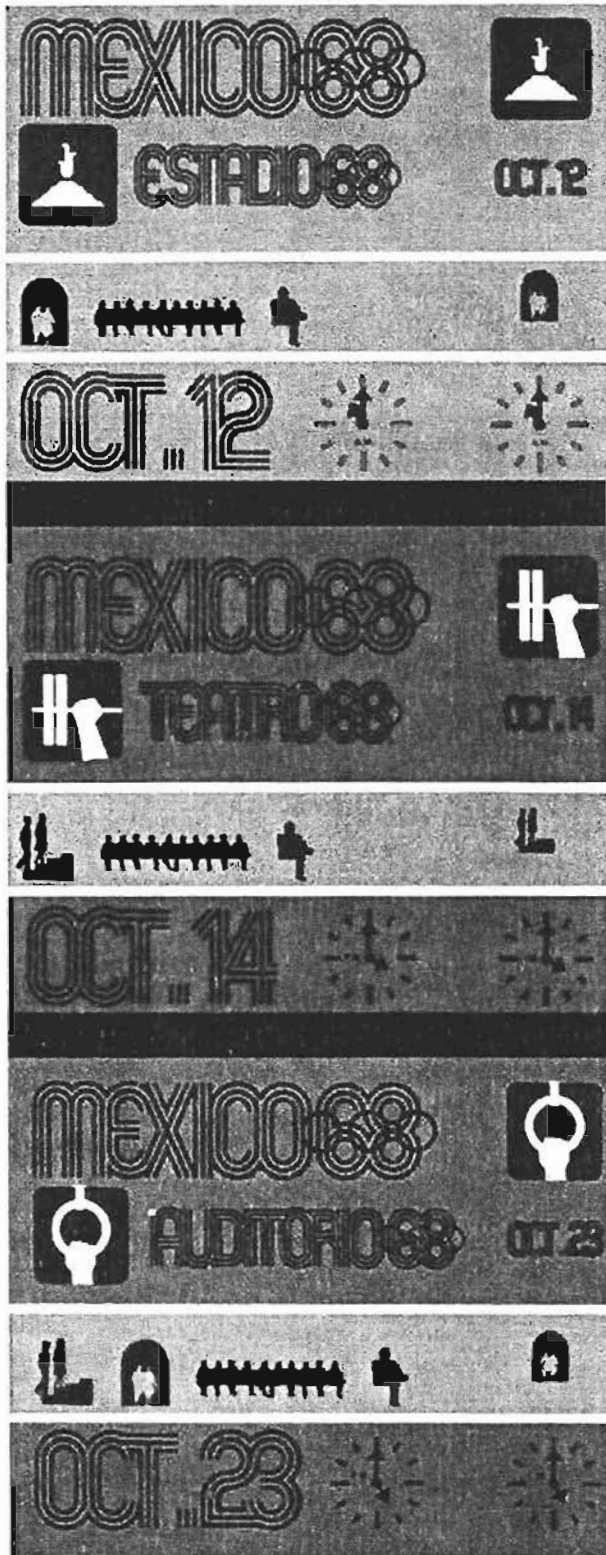 MEXICO68
ESTADIO68 OCT.12
OCT...12
MEXICO68
TEATRO68 OCT.14
OCT...14
MEXICO68
AUDITORIO68 OCT.23
OCT...23